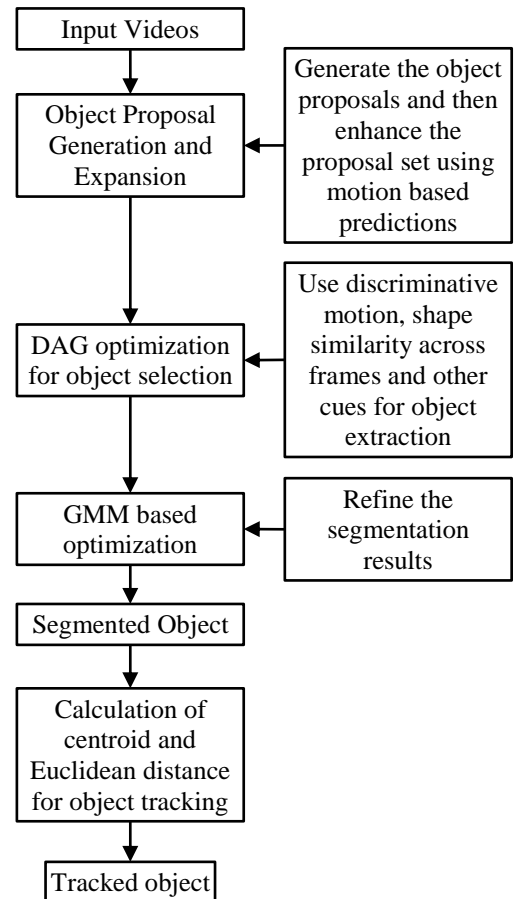 Input Videos
Object Proposal
Generation and
Expansion
Generate the object
proposals and then
enhance the
proposal set using
motion based
predictions
DAG optimization
for object selection
Use discriminative
motion, shape
similarity across
frames and other
cues for object
extraction
GMM based
optimization
Refine the
segmentation
results
Segmented Object
Calculation of
centroid and
Euclidean distance
for object tracking
Tracked object